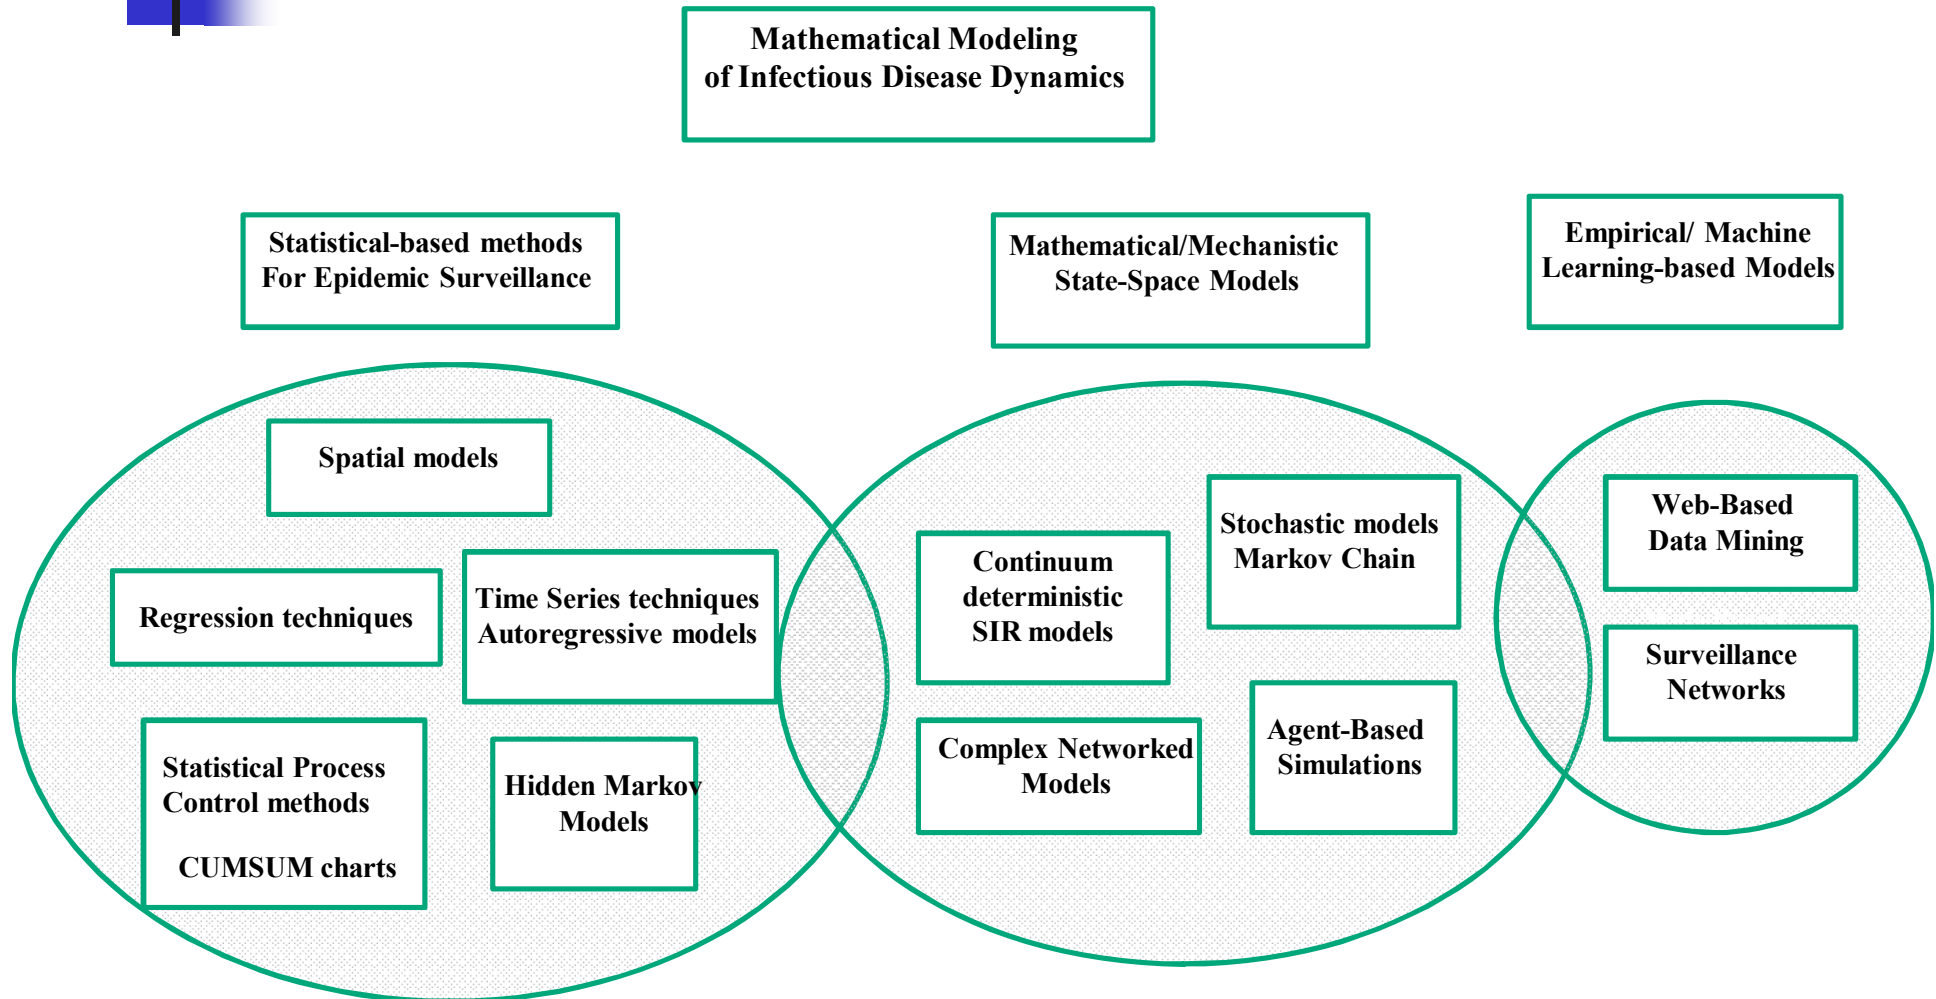 Mathematical Modeling
of Infectious Disease Dynamics
Statistical-based methods
For Epidemic Surveillance
Mathematical/Mechanistic
State-Space Models
Empirical/ Machine
Learning-based Models
Spatial models
Regression techniques
Time Series techniques
Autoregressive models
Statistical Process
Control methods
CUMSUM charts
Hidden Markov
Models
Continuum
deterministic
SIR models
Stochastic models
Markov Chain
Complex Networked
Models
Agent-Based
Simulations
Web-Based
Data Mining
Surveillance
Networks